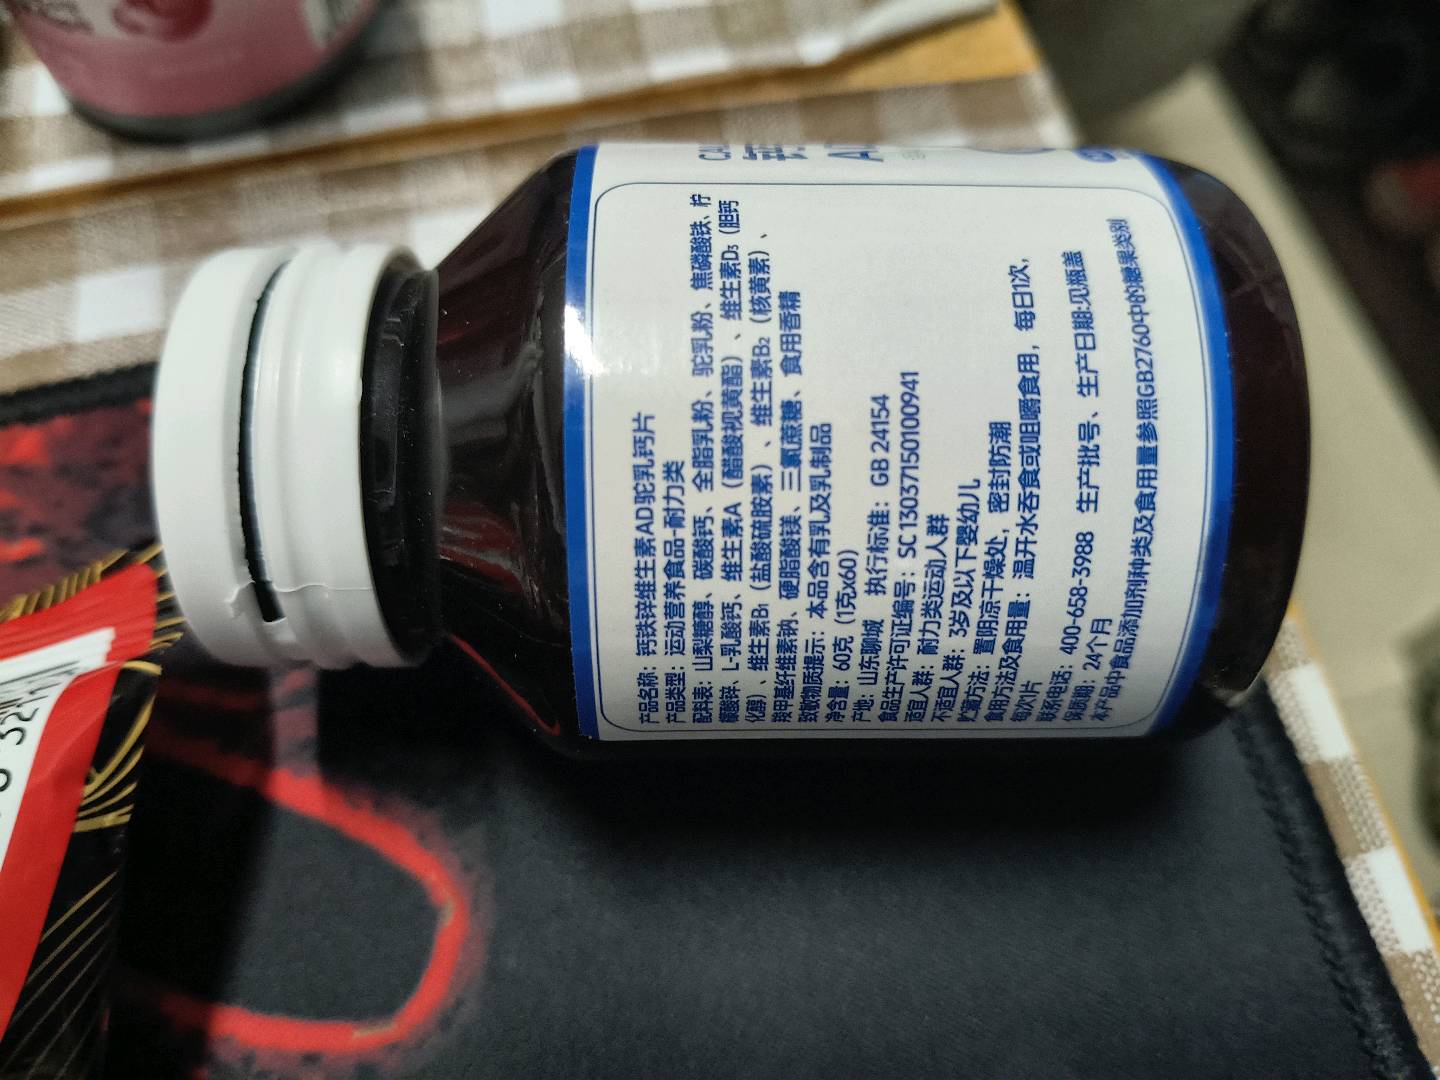 产品名称：钙铁锌维生素AD驼乳钙片
产品类型：运动营养食品-耐力类
配料表：山梨糖醇、碳酸钙、全脂乳粉、驼乳粉、焦磷酸铁、柠
檬酸锌、L-乳酸钙、维生素A（醋酸视黄酯）、维生素D₃（胆钙
化醇）、维生素B₁（盐酸硫胺素）、维生素B₂（核黄素）、
羧甲基纤维素钠、硬脂酸镁、三氯蔗糖、食用香精
致敏物质提示：本品含有乳及乳制品
净含量：60克（1克x60）
产地：山东聊城 执行标准：GB 24154
食品生产许可证编号：SC13037150100941
适宜人群：耐力类运动人群
不适宜人群：3岁及以下婴幼儿
贮藏方法：置阴凉干燥处，密封防潮
食用方法及食用量：温开水吞食或咀嚼食用，每日1次，
每次1片
联系电话：400-658-3988 生产批号、生产日期:见瓶盖
保质期：24个月
本产品中食品添加剂种类及食用量参照GB2760中的糖果类别